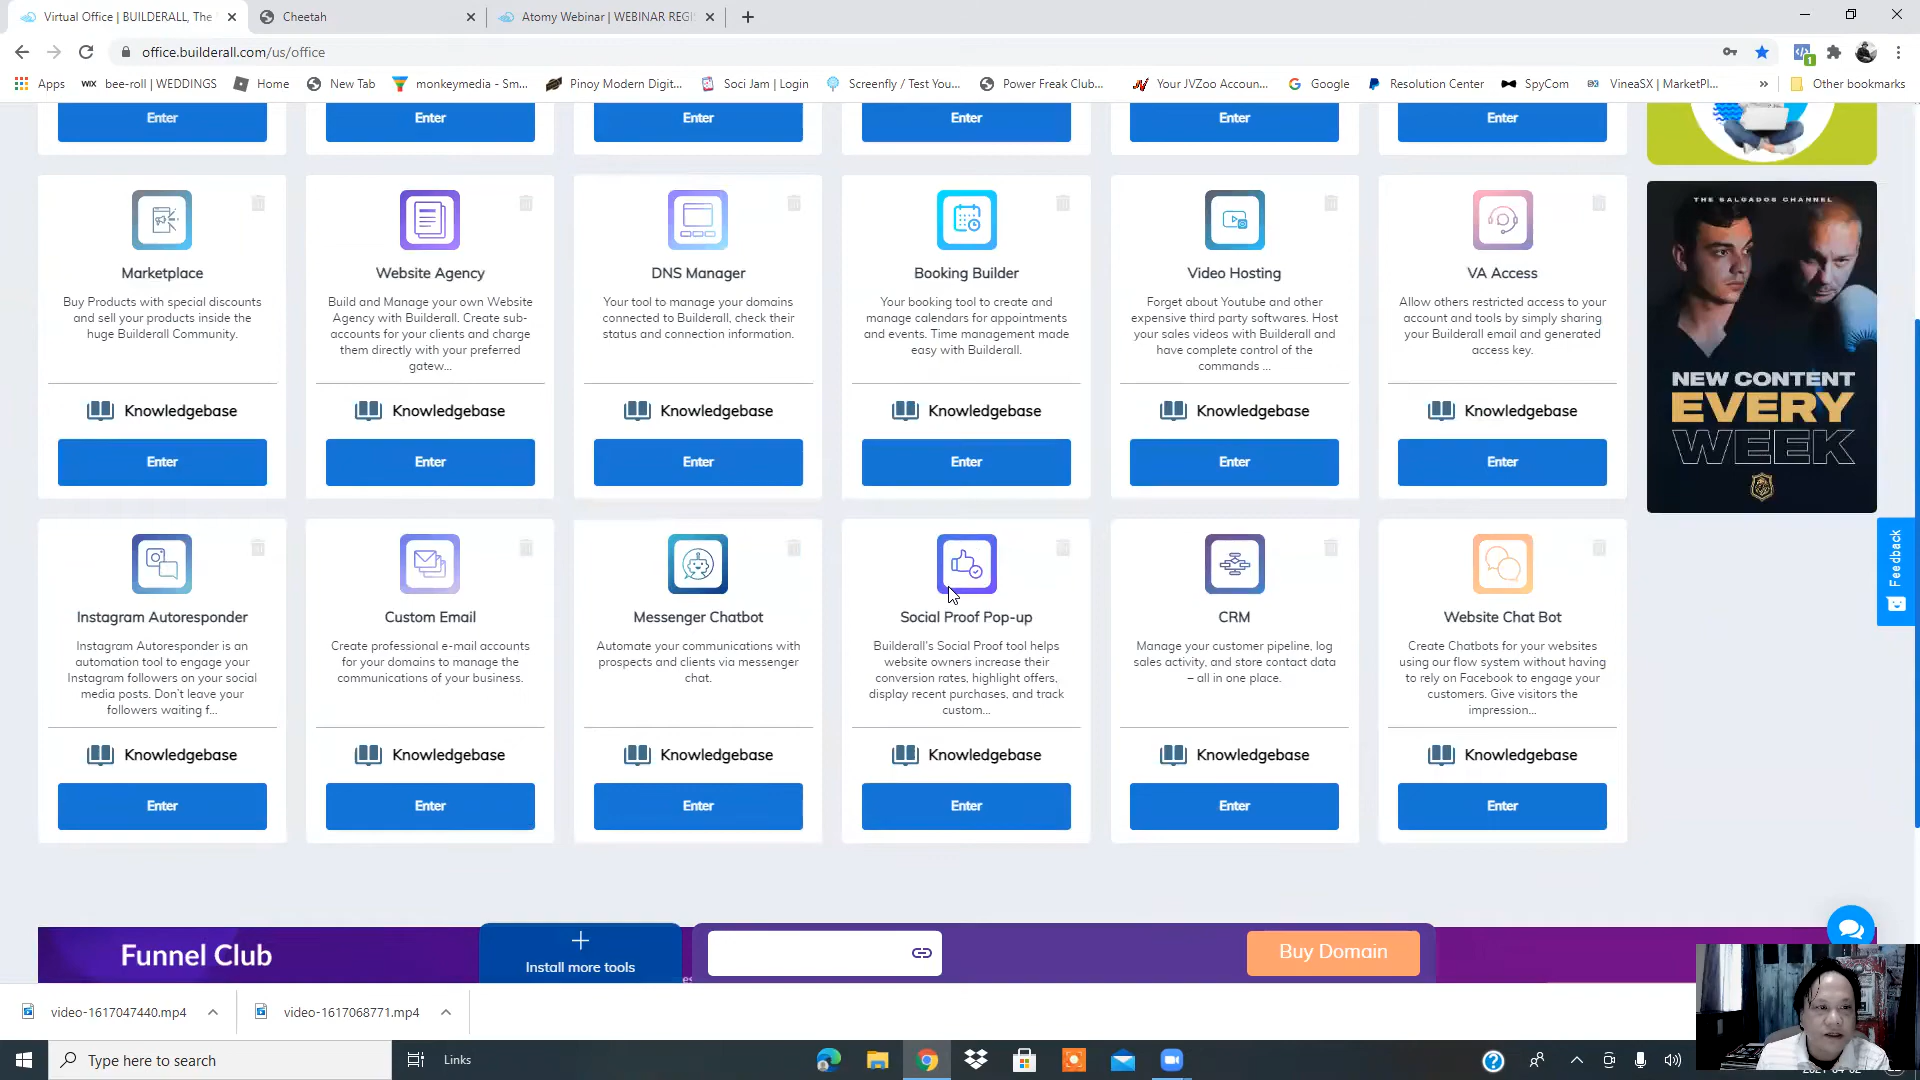 Virtual Office | BUILDERALL, The
Cheetah
Atomy Webinar | WEBINAR REGI
office.builderall.com/us/office
Apps
WIX bee-roll | WEDDINGS
Home
New Tab
monkeymedia - Sm...
Pinoy Modern Digit...
Soci Jam | Login
Screenfly / Test You...
Power Freak Club...
Your JVZoo Accoun...
Google
Resolution Center
SpyCom
VineaSX | MarketPl...
»
Other bookmarks
Enter
Enter
Enter
Enter
Enter
Enter
Marketplace
Buy Products with special discounts
and sell your products inside the
huge Builderall Community.
Knowledgebase
Enter
Website Agency
Build and Manage your own Website
Agency with Builderall. Create sub-
accounts for your clients and charge
them directly with your preferred
gatew...
Knowledgebase
Enter
DNS Manager
Your tool to manage your domains
connected to Builderall, check their
status and connection information.
Knowledgebase
Enter
Booking Builder
Your booking tool to create and
manage calendars for appointments
and events. Time management made
easy with Builderall.
Knowledgebase
Enter
Video Hosting
Forget about Youtube and other
expensive third party softwares. Host
your sales videos with Builderall and
have complete control of the
commands ...
Knowledgebase
Enter
VA Access
Allow others restricted access to your
account and tools by simply sharing
your Builderall email and generated
access key.
Knowledgebase
Enter
THE SALGADOS CHANNEL
NEW CONTENT
EVERY
WEEK
Feedback
Instagram Autoresponder
Instagram Autoresponder is an
automation tool to engage your
Instagram followers on your social
media posts. Don't leave your
followers waiting f...
Knowledgebase
Enter
Custom Email
Create professional e-mail accounts
for your domains to manage the
communications of your business.
Knowledgebase
Enter
Messenger Chatbot
Automate your communications with
prospects and clients via messenger
chat.
Knowledgebase
Enter
Social Proof Pop-up
Builderall's Social Proof tool helps
website owners increase their
conversion rates, highlight offers,
display recent purchases, and track
custom...
Knowledgebase
Enter
CRM
Manage your customer pipeline, log
sales activity, and store contact data
– all in one place.
Knowledgebase
Enter
Website Chat Bot
Create Chatbots for your websites
using our flow system without having
to rely on Facebook to engage your
customers. Give visitors the
impression...
Knowledgebase
Enter
Funnel Club
Install more tools
Buy Domain
video-1617047440.mp4
video-1617068771.mp4
Type here to search
Links